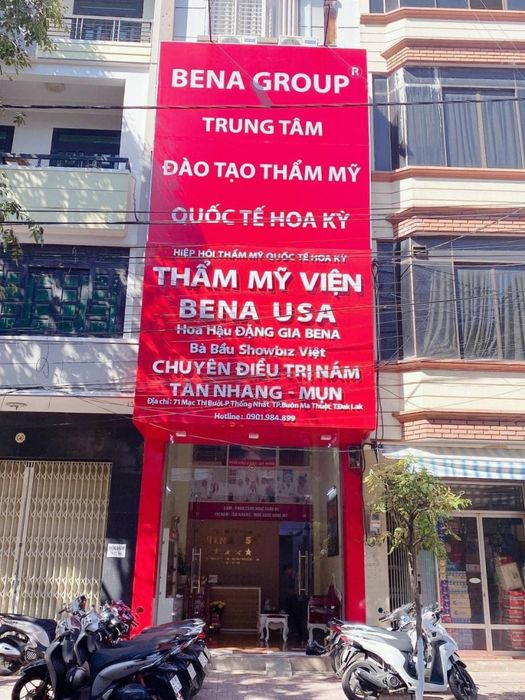 BENA GROUP ®
TRUNG TÂM
ĐÀO TẠO THẨM MỸ
QUỐC TẾ HOA KỲ
HIỆP HỘI THẨM MỸ QUỐC TẾ HOA KỲ
THẨM MỸ VIỆN
BENA USA
Hoa Hậu ĐẶNG GIA BENA
Bà Bầu Showbiz Việt
CHUYÊN ĐIỀU TRỊ NÁM
TÀN NHANG - MỤN
Địa chỉ : 71 Mạc Thị Bưởi, P.Thống Nhất, TP.Buôn Ma Thuột, T.Đak Lak
Hotline : 0901.984.899
BENA